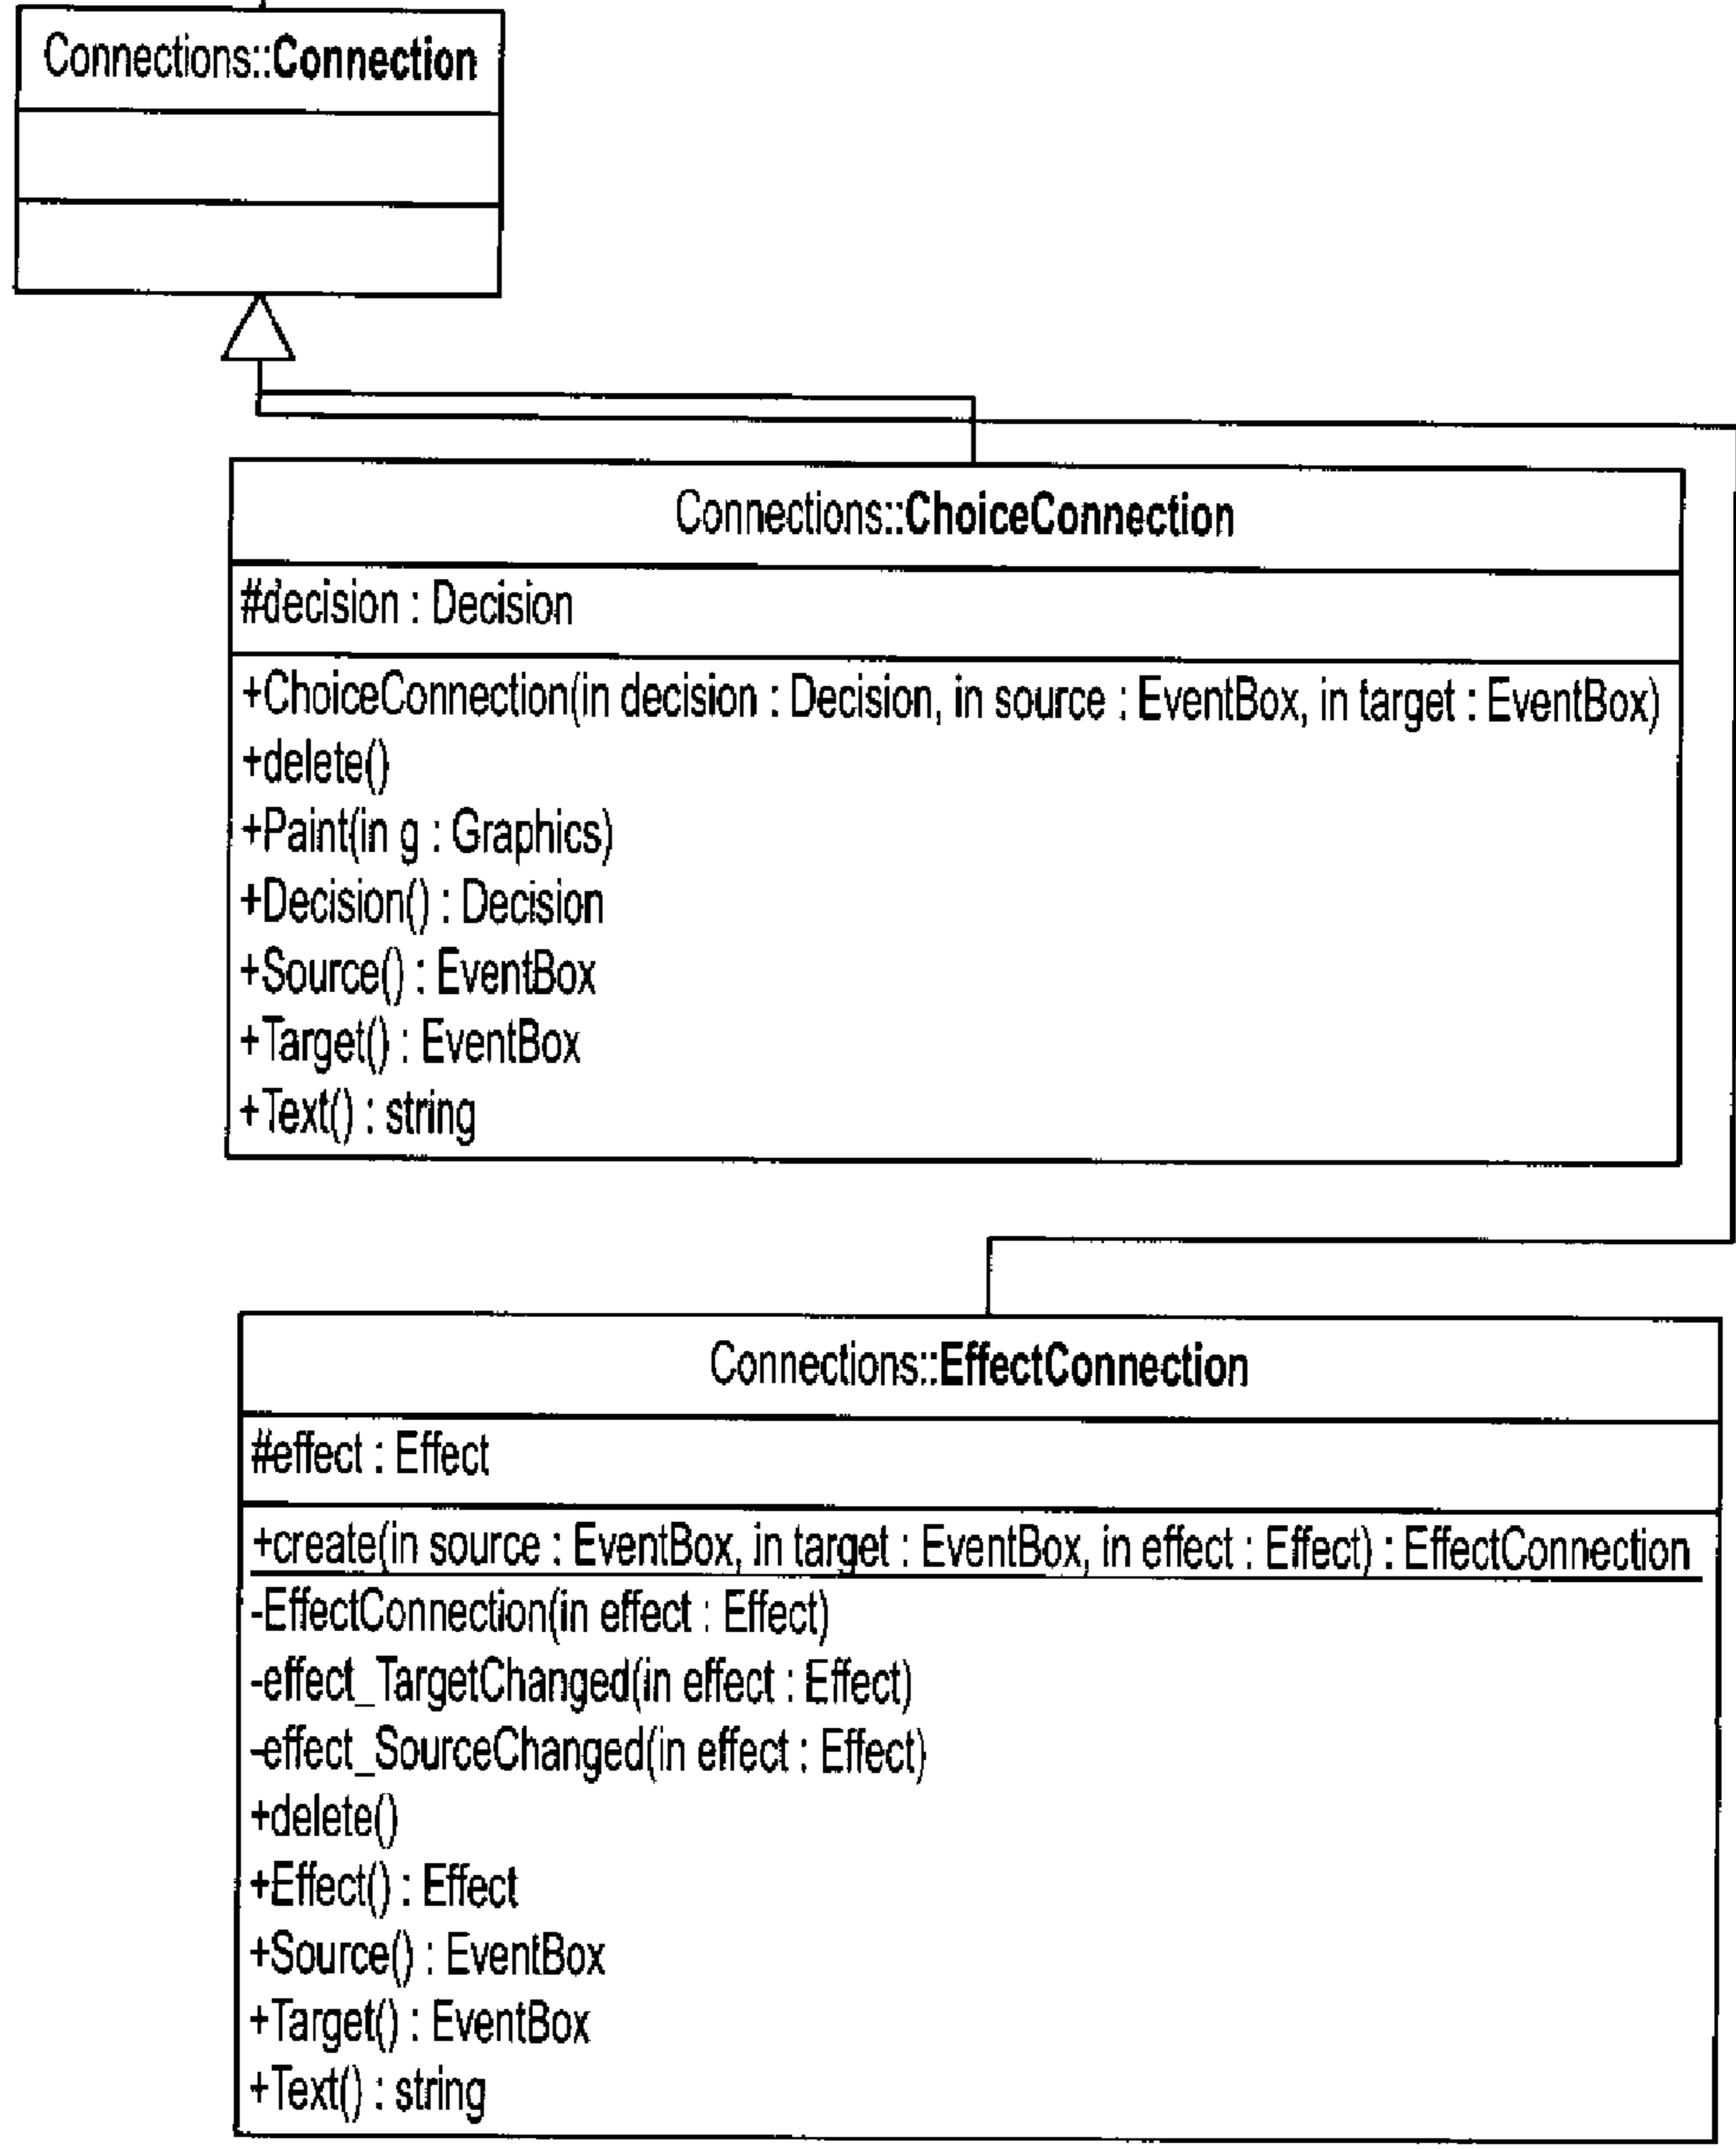 Connections::Connection
Connections::ChoiceConnection
#decision : Decision
+ChoiceConnection(in decision : Decision, in source : EventBox, in target : EventBox)
+delete()
+Paint(in g : Graphics)
+Decision() : Decision
+Source() : EventBox
+Target() : EventBox
+Text() : string
Connections::EffectConnection
#effect : Effect
+create(in source : EventBox, in target : EventBox, in effect : Effect) : EffectConnection
-EffectConnection(in effect : Effect)
-effect_TargetChanged(in effect : Effect)
-effect_SourceChanged(in effect : Effect)
+delete()
+Effect() : Effect
+Source() : EventBox
+Target() : EventBox
+Text() : string